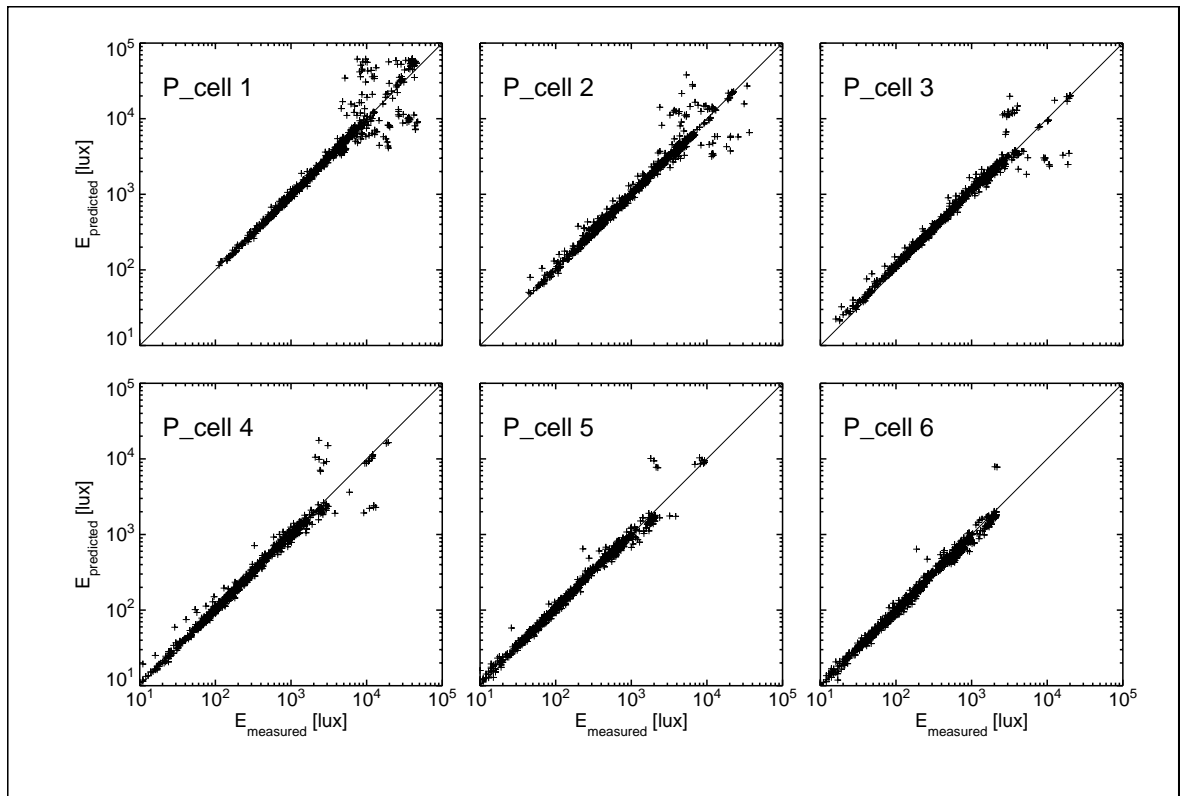 10^5
10^4
10^3
10^2
10^1
E_predicted [lux]
P_cell 1
P_cell 2
P_cell 3
10^5
10^4
10^3
10^2
10^1
E_predicted [lux]
P_cell 4
P_cell 5
P_cell 6
10^1 10^2 10^3 10^4 10^5
10^1 10^2 10^3 10^4 10^5
10^1 10^2 10^3 10^4 10^5
E_measured [lux]
E_measured [lux]
E_measured [lux]